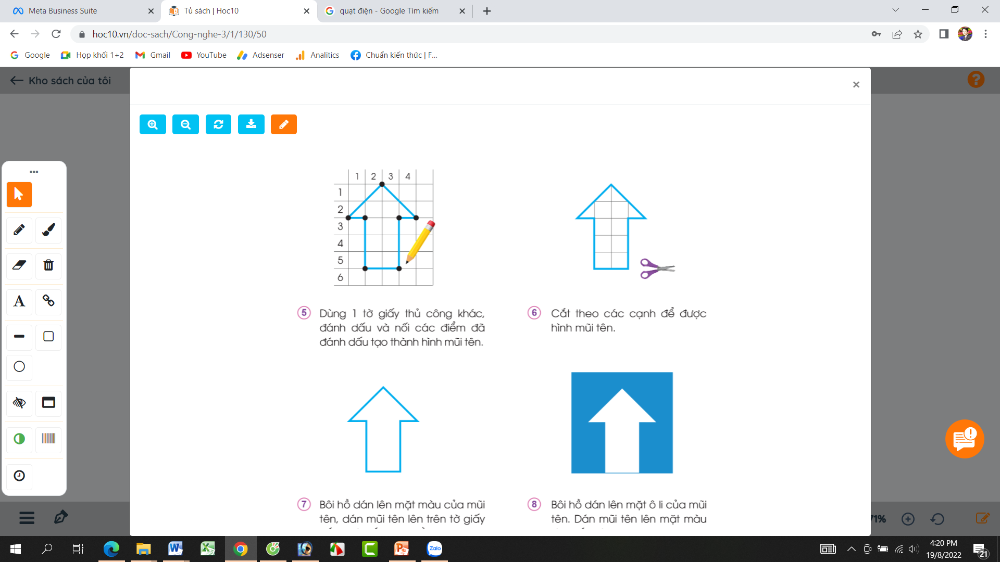 Meta Business Suite
Tủ sách | Hoc10
quạt điện - Google Tìm kiếm
hoc10.vn/doc-sach/Cong-nghe-3/1/130/50
Google
Họp khối 1+2
Gmail
YouTube
Adsenser
Analitics
Chuẩn kiến thức | F...
Kho sách của tôi
1 2 3 4
1
2
3
4
5
6
5 Dùng 1 tờ giấy thủ công khác,
đánh dấu và nối các điểm đã
đánh dấu tạo thành hình mũi tên.
6 Cắt theo các cạnh để được
hình mũi tên.
7 Bôi hồ dán lên mặt màu của mũi
tên, dán mũi tên lên trên tờ giấy
8 Bôi hồ dán lên mặt ô li của mũi
tên. Dán mũi tên lên mặt màu
71%
Zalo
4:20 PM
19/8/2022
21